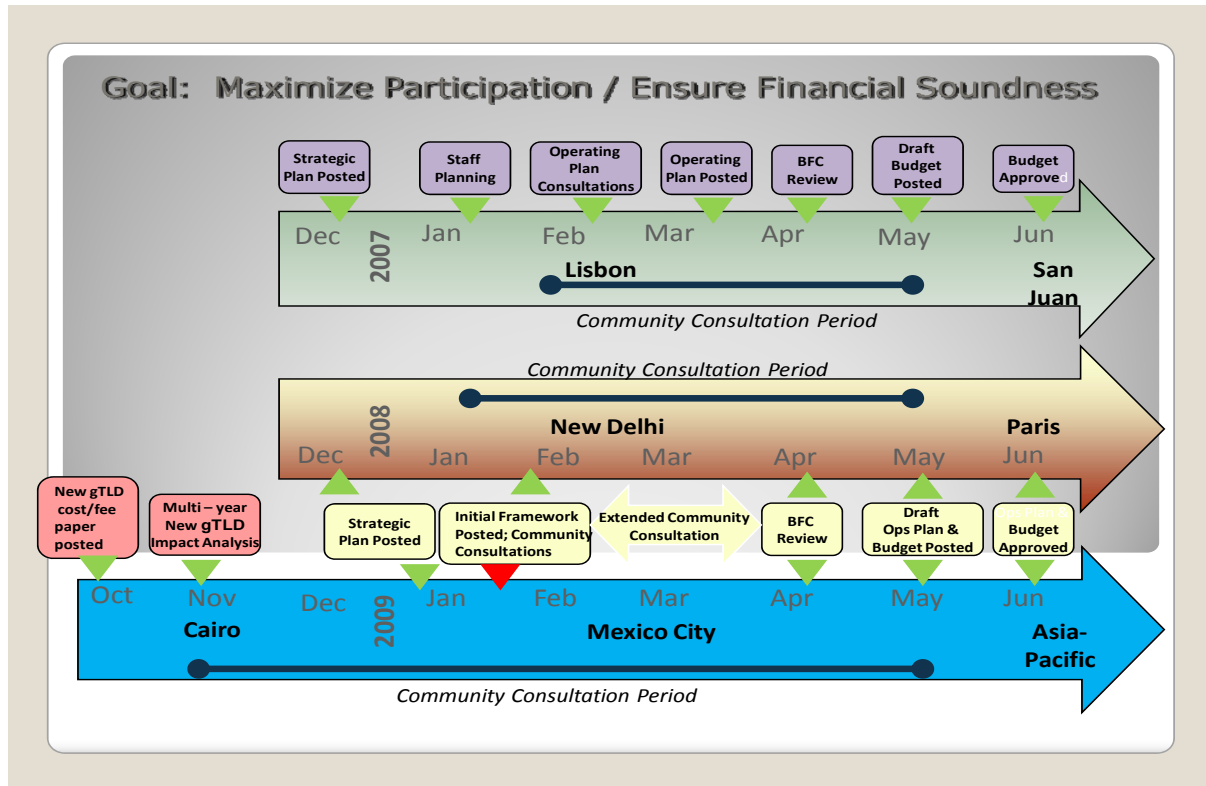 Goal: Maximize Participation / Ensure Financial Soundness
Strategic
Plan Posted
Staff
Planning
Operating
Plan
Consultations
Operating
Plan Posted
BFC
Review
Draft
Budget
Posted
Budget
Approved
Dec
2007
Jan
Feb
Mar
Apr
May
Jun
Lisbon
San
Juan
Community Consultation Period
Community Consultation Period
New Delhi
Paris
Dec
2008
Jan
Feb
Mar
Apr
May
Jun
New gTLD
cost/fee
paper
posted
Multi – year
New gTLD
Impact Analysis
Strategic
Plan Posted
Initial Framework
Posted; Community
Consultations
Extended Community
Consultation
BFC
Review
Draft
Ops Plan &
Budget Posted
Ops Plan &
Budget
Approved
Oct
Nov
Dec
2009
Jan
Feb
Mar
Apr
May
Jun
Cairo
Mexico City
Asia-
Pacific
Community Consultation Period